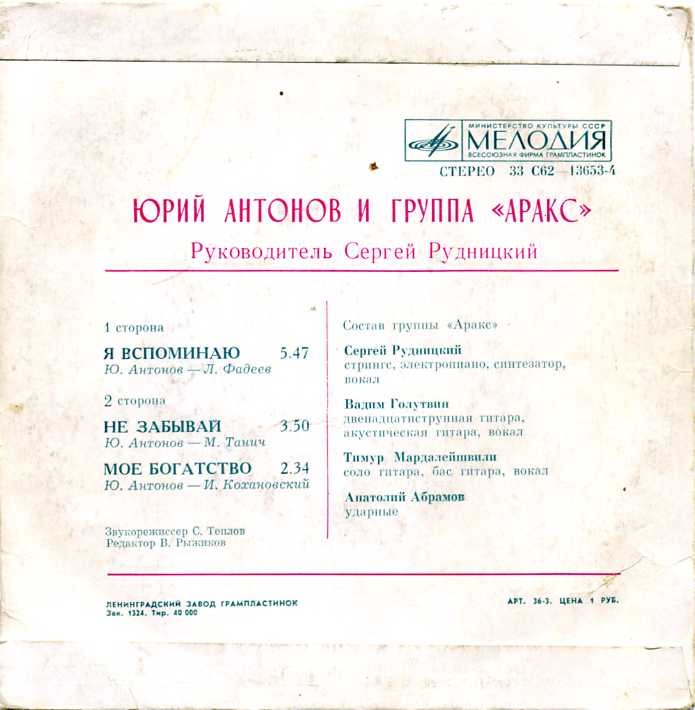 МИНИСТЕРСТВО КУЛЬТУРЫ СССР
МЕЛОДИЯ
ВСЕСОЮЗНАЯ ФИРМА ГРАМПЛАСТИНОК
СТЕРЕО 33 С62—13653-4
ЮРИЙ АНТОНОВ И ГРУППА «АРАКС»
Руководитель Сергей Рудницкий
1 сторона
Я ВСПОМИНАЮ 5.47
Ю. Антонов — Л. Фадеев
2 сторона
НЕ ЗАБЫВАЙ 3.50
Ю. Антонов — М. Танич
МОЕ БОГАТСТВО 2.34
Ю. Антонов — И. Кохановский
Звукорежиссер С. Теплов
Редактор В. Рыжиков
Состав группы «Аракс»
Сергей Рудницкий
стрингс, электропиано, синтезатор,
вокал
Вадим Голутвин
двенадцатиструнная гитара,
акустическая гитара, вокал
Тимур Мардалейшвили
соло гитара, бас гитара, вокал
Анатолий Абрамов
ударные
ЛЕНИНГРАДСКИЙ ЗАВОД ГРАМПЛАСТИНОК
Зак. 1324. Тир. 40 000
АРТ. 36-3. ЦЕНА 1 РУБ.